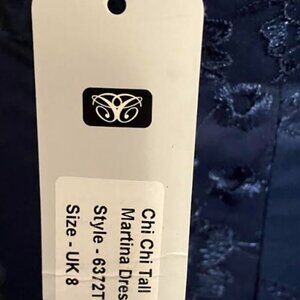 Chi Chi Tall
Martina Dres
Style - 6372T
Size - UK 8